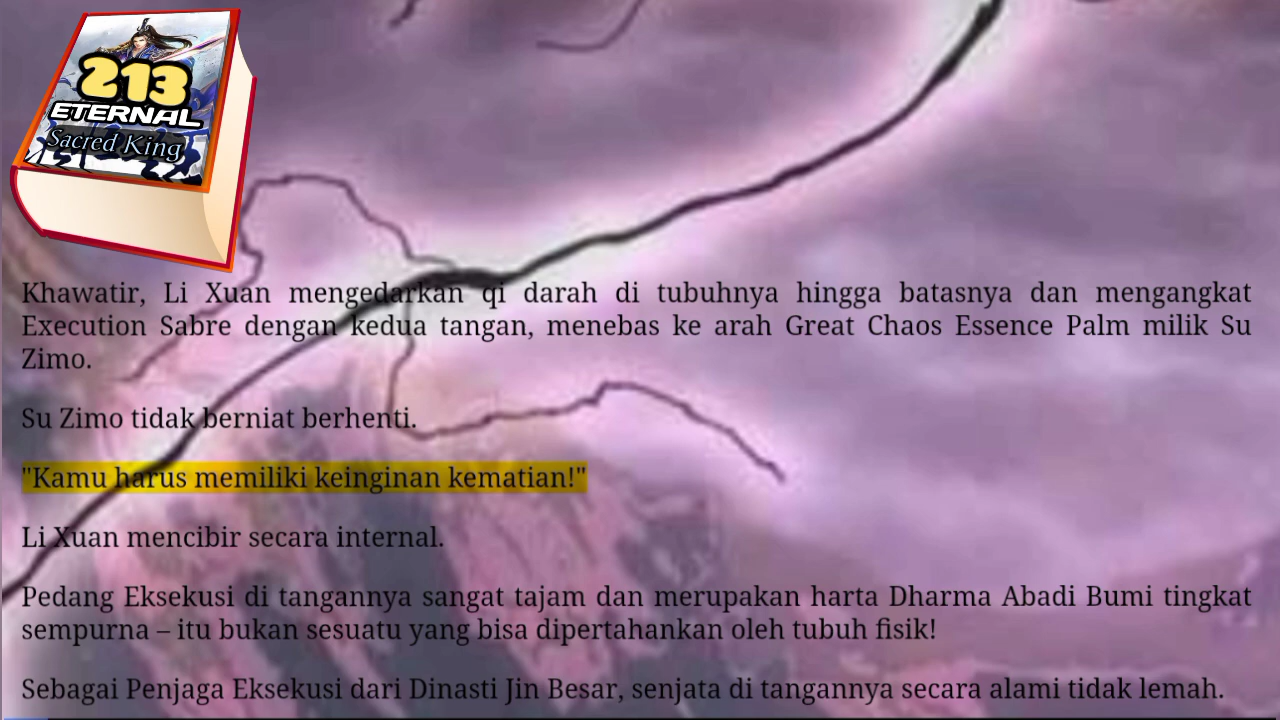 213
ETERNAL
Sacred King
Khawatir, Li Xuan mengedarkan qi darah di tubuhnya hingga batasnya dan mengangkat
Execution Sabre dengan kedua tangan, menebas ke arah Great Chaos Essence Palm milik Su
Zimo.
Su Zimo tidak berniat berhenti.
"Kamu harus memiliki keinginan kematian!"
Li Xuan mencibir secara internal.
Pedang Eksekusi di tangannya sangat tajam dan merupakan harta Dharma Abadi Bumi tingkat
sempurna – itu bukan sesuatu yang bisa dipertahankan oleh tubuh fisik!
Sebagai Penjaga Eksekusi dari Dinasti Jin Besar, senjata di tangannya secara alami tidak lemah.